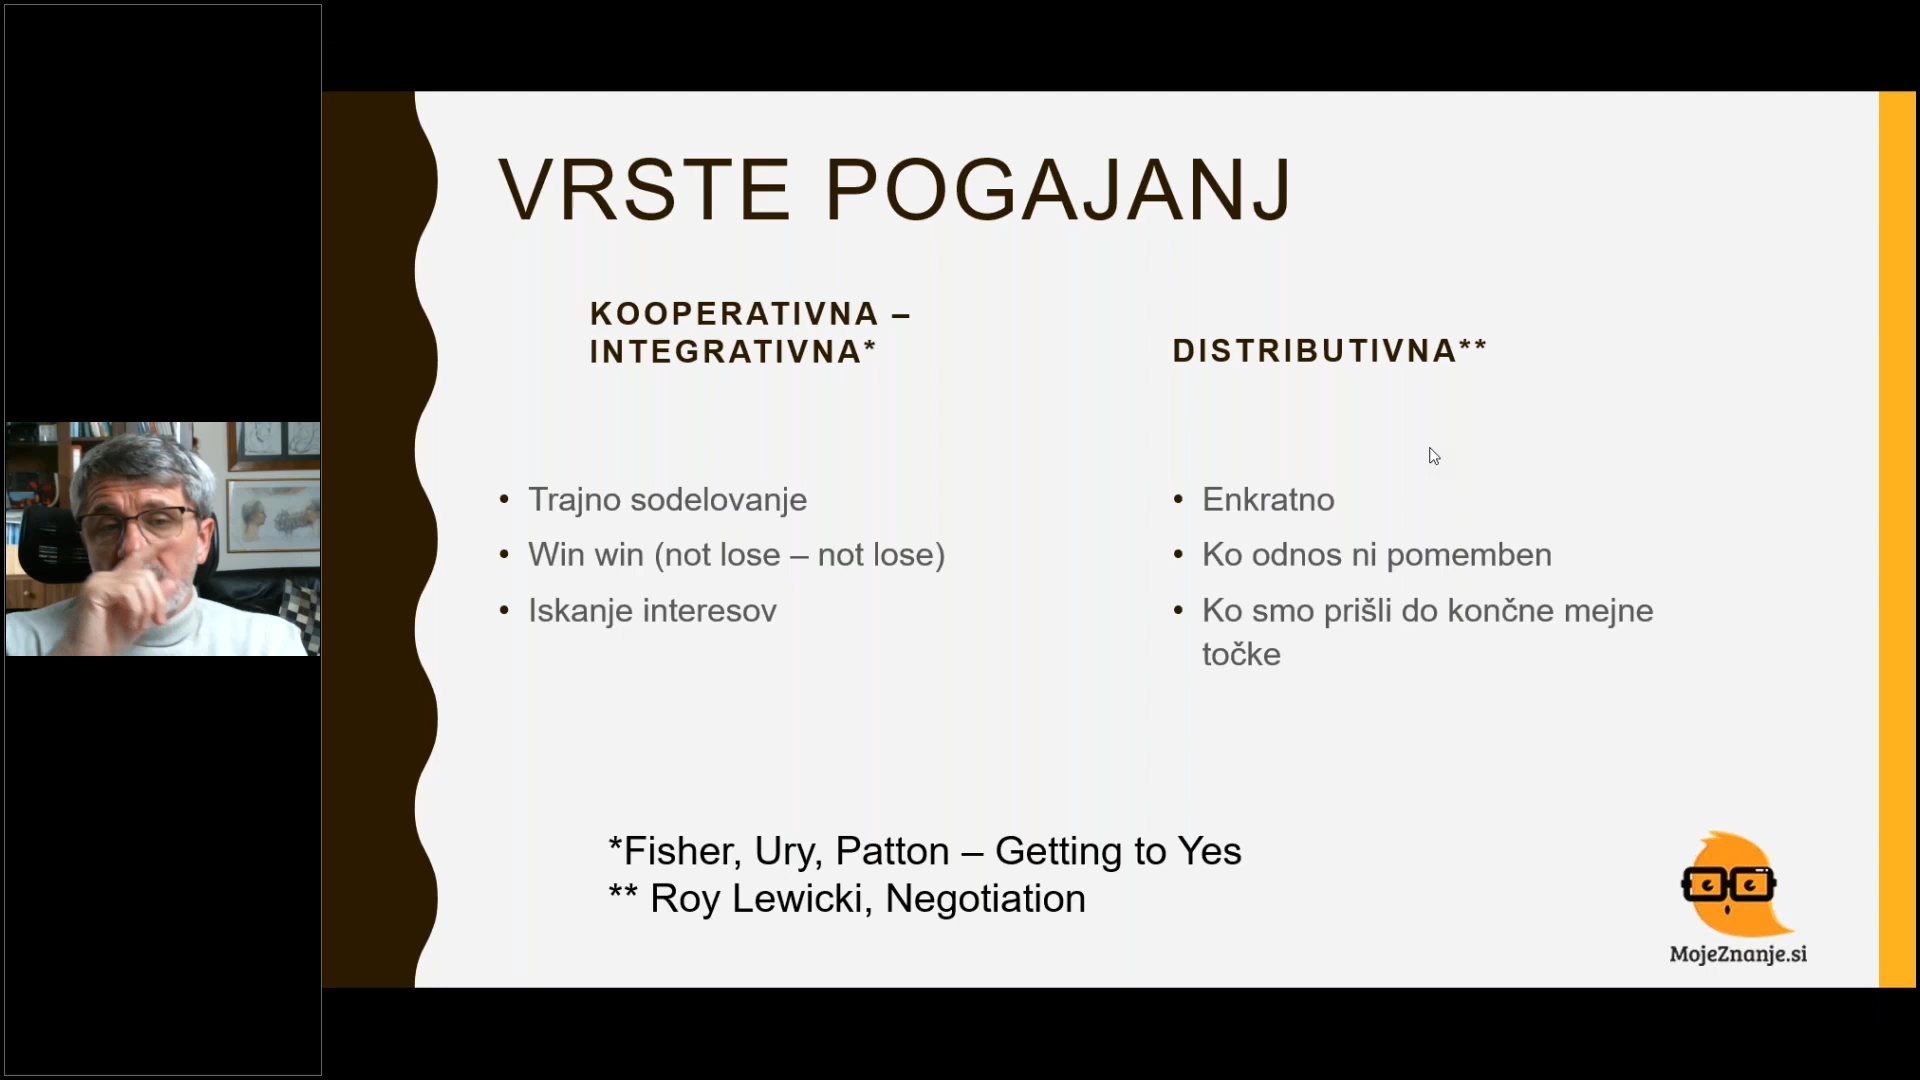 VRSTE POGAJANJ
KOOPERATIVNA –
INTEGRATIVNA*
• Trajno sodelovanje
• Win win (not lose – not lose)
• Iskanje interesov
DISTRIBUTIVNA**
• Enkratno
• Ko odnos ni pomemben
• Ko smo prišli do končne mejne
točke
*Fisher, Ury, Patton – Getting to Yes
** Roy Lewicki, Negotiation
MojeZnanje.si